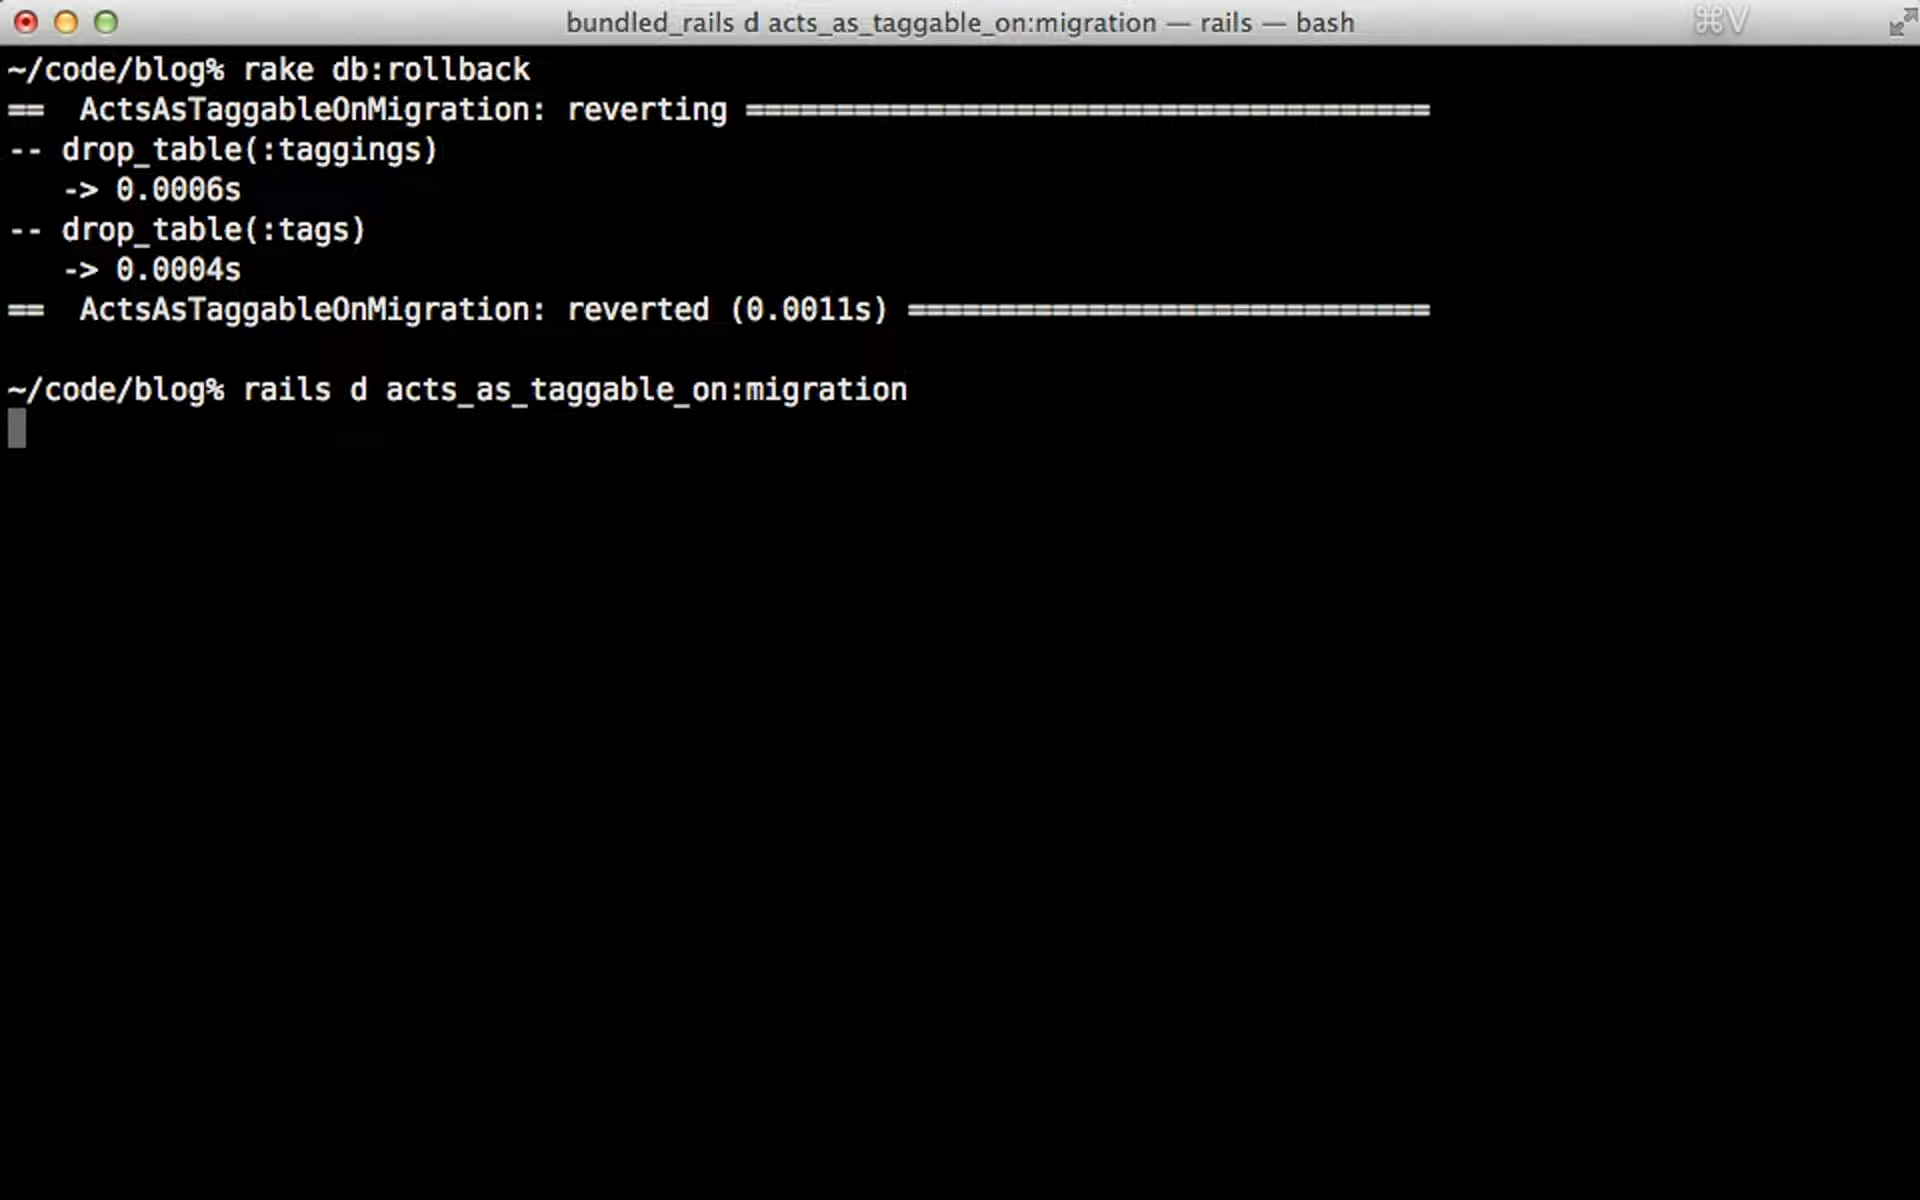 bundled_rails d acts_as_taggable_on:migration — rails — bash ⌘V
~/code/blog% rake db:rollback
==  ActsAsTaggableOnMigration: reverting ======================================
-- drop_table(:taggings)
   -> 0.0006s
-- drop_table(:tags)
   -> 0.0004s
==  ActsAsTaggableOnMigration: reverted (0.0011s) =============================
~/code/blog% rails d acts_as_taggable_on:migration